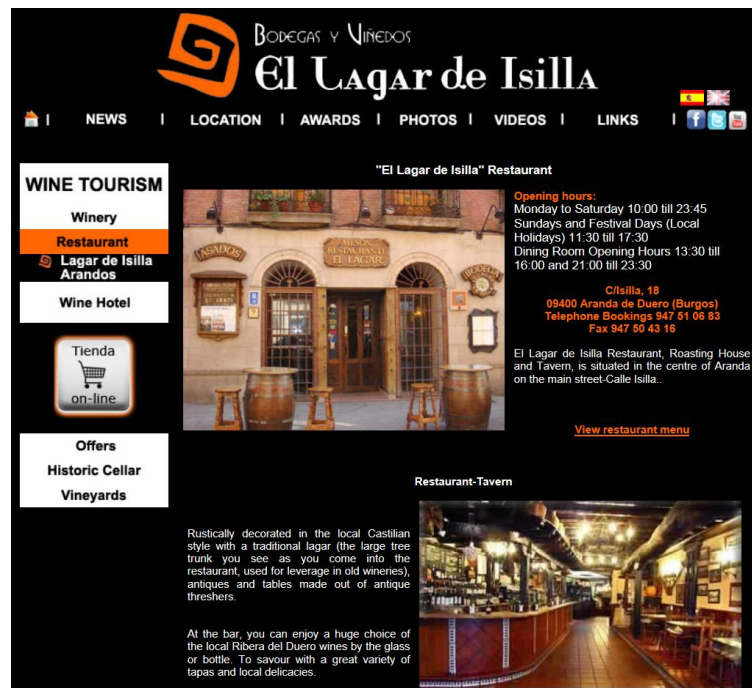 BODEGAS Y VIÑEDOS
El Lagar de Isilla
NEWS | LOCATION | AWARDS | PHOTOS | VIDEOS | LINKS |
WINE TOURISM
Winery
Restaurant
Lagar de Isilla
Arandos
Wine Hotel
Tienda
on-line
Offers
Historic Cellar
Vineyards
"El Lagar de Isilla" Restaurant
ASADOS
MESON
RESTAURANTE
EL LAGAR
BODEGA
Opening hours:
Monday to Saturday 10:00 till 23:45
Sundays and Festival Days (Local
Holidays) 11:30 till 17:30
Dining Room Opening Hours 13:30 till
16:00 and 21:00 till 23:30
C/Isilla, 18
09400 Aranda de Duero (Burgos)
Telephone Bookings 947 51 06 83
Fax 947 50 43 16
El Lagar de Isilla Restaurant, Roasting House
and Tavern, is situated in the centre of Aranda
on the main street-Calle Isilla..
View restaurant menu
Restaurant-Tavern
Rustically decorated in the local Castilian
style with a traditional lagar (the large tree
trunk you see as you come into the
restaurant, used for leverage in old wineries),
antiques and tables made out of antique
threshers.
At the bar, you can enjoy a huge choice of
the local Ribera del Duero wines by the glass
or bottle. To savour with a great variety of
tapas and local delicacies.